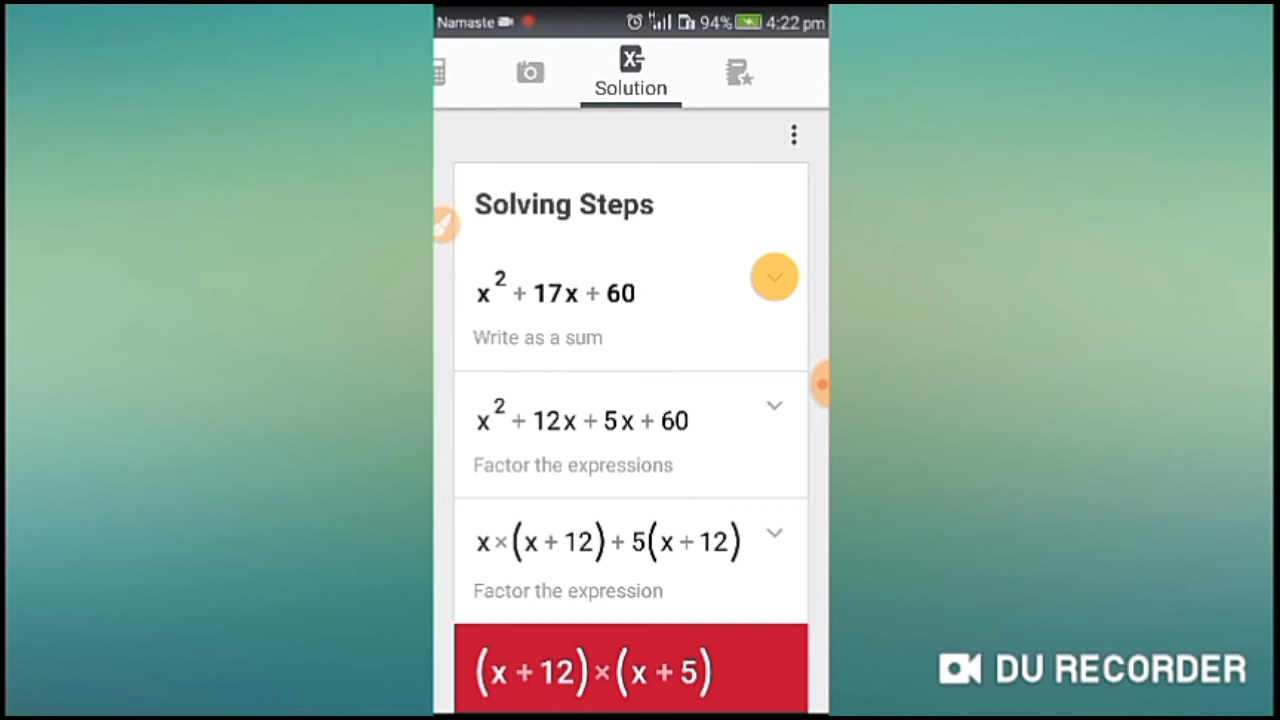 Namaste 94% 4:22 pm
Solution
Solving Steps
x² + 17x + 60
Write as a sum
x² + 12x + 5x + 60
Factor the expressions
x × (x + 12) + 5(x + 12)
Factor the expression
(x + 12) × (x + 5)
DU RECORDER